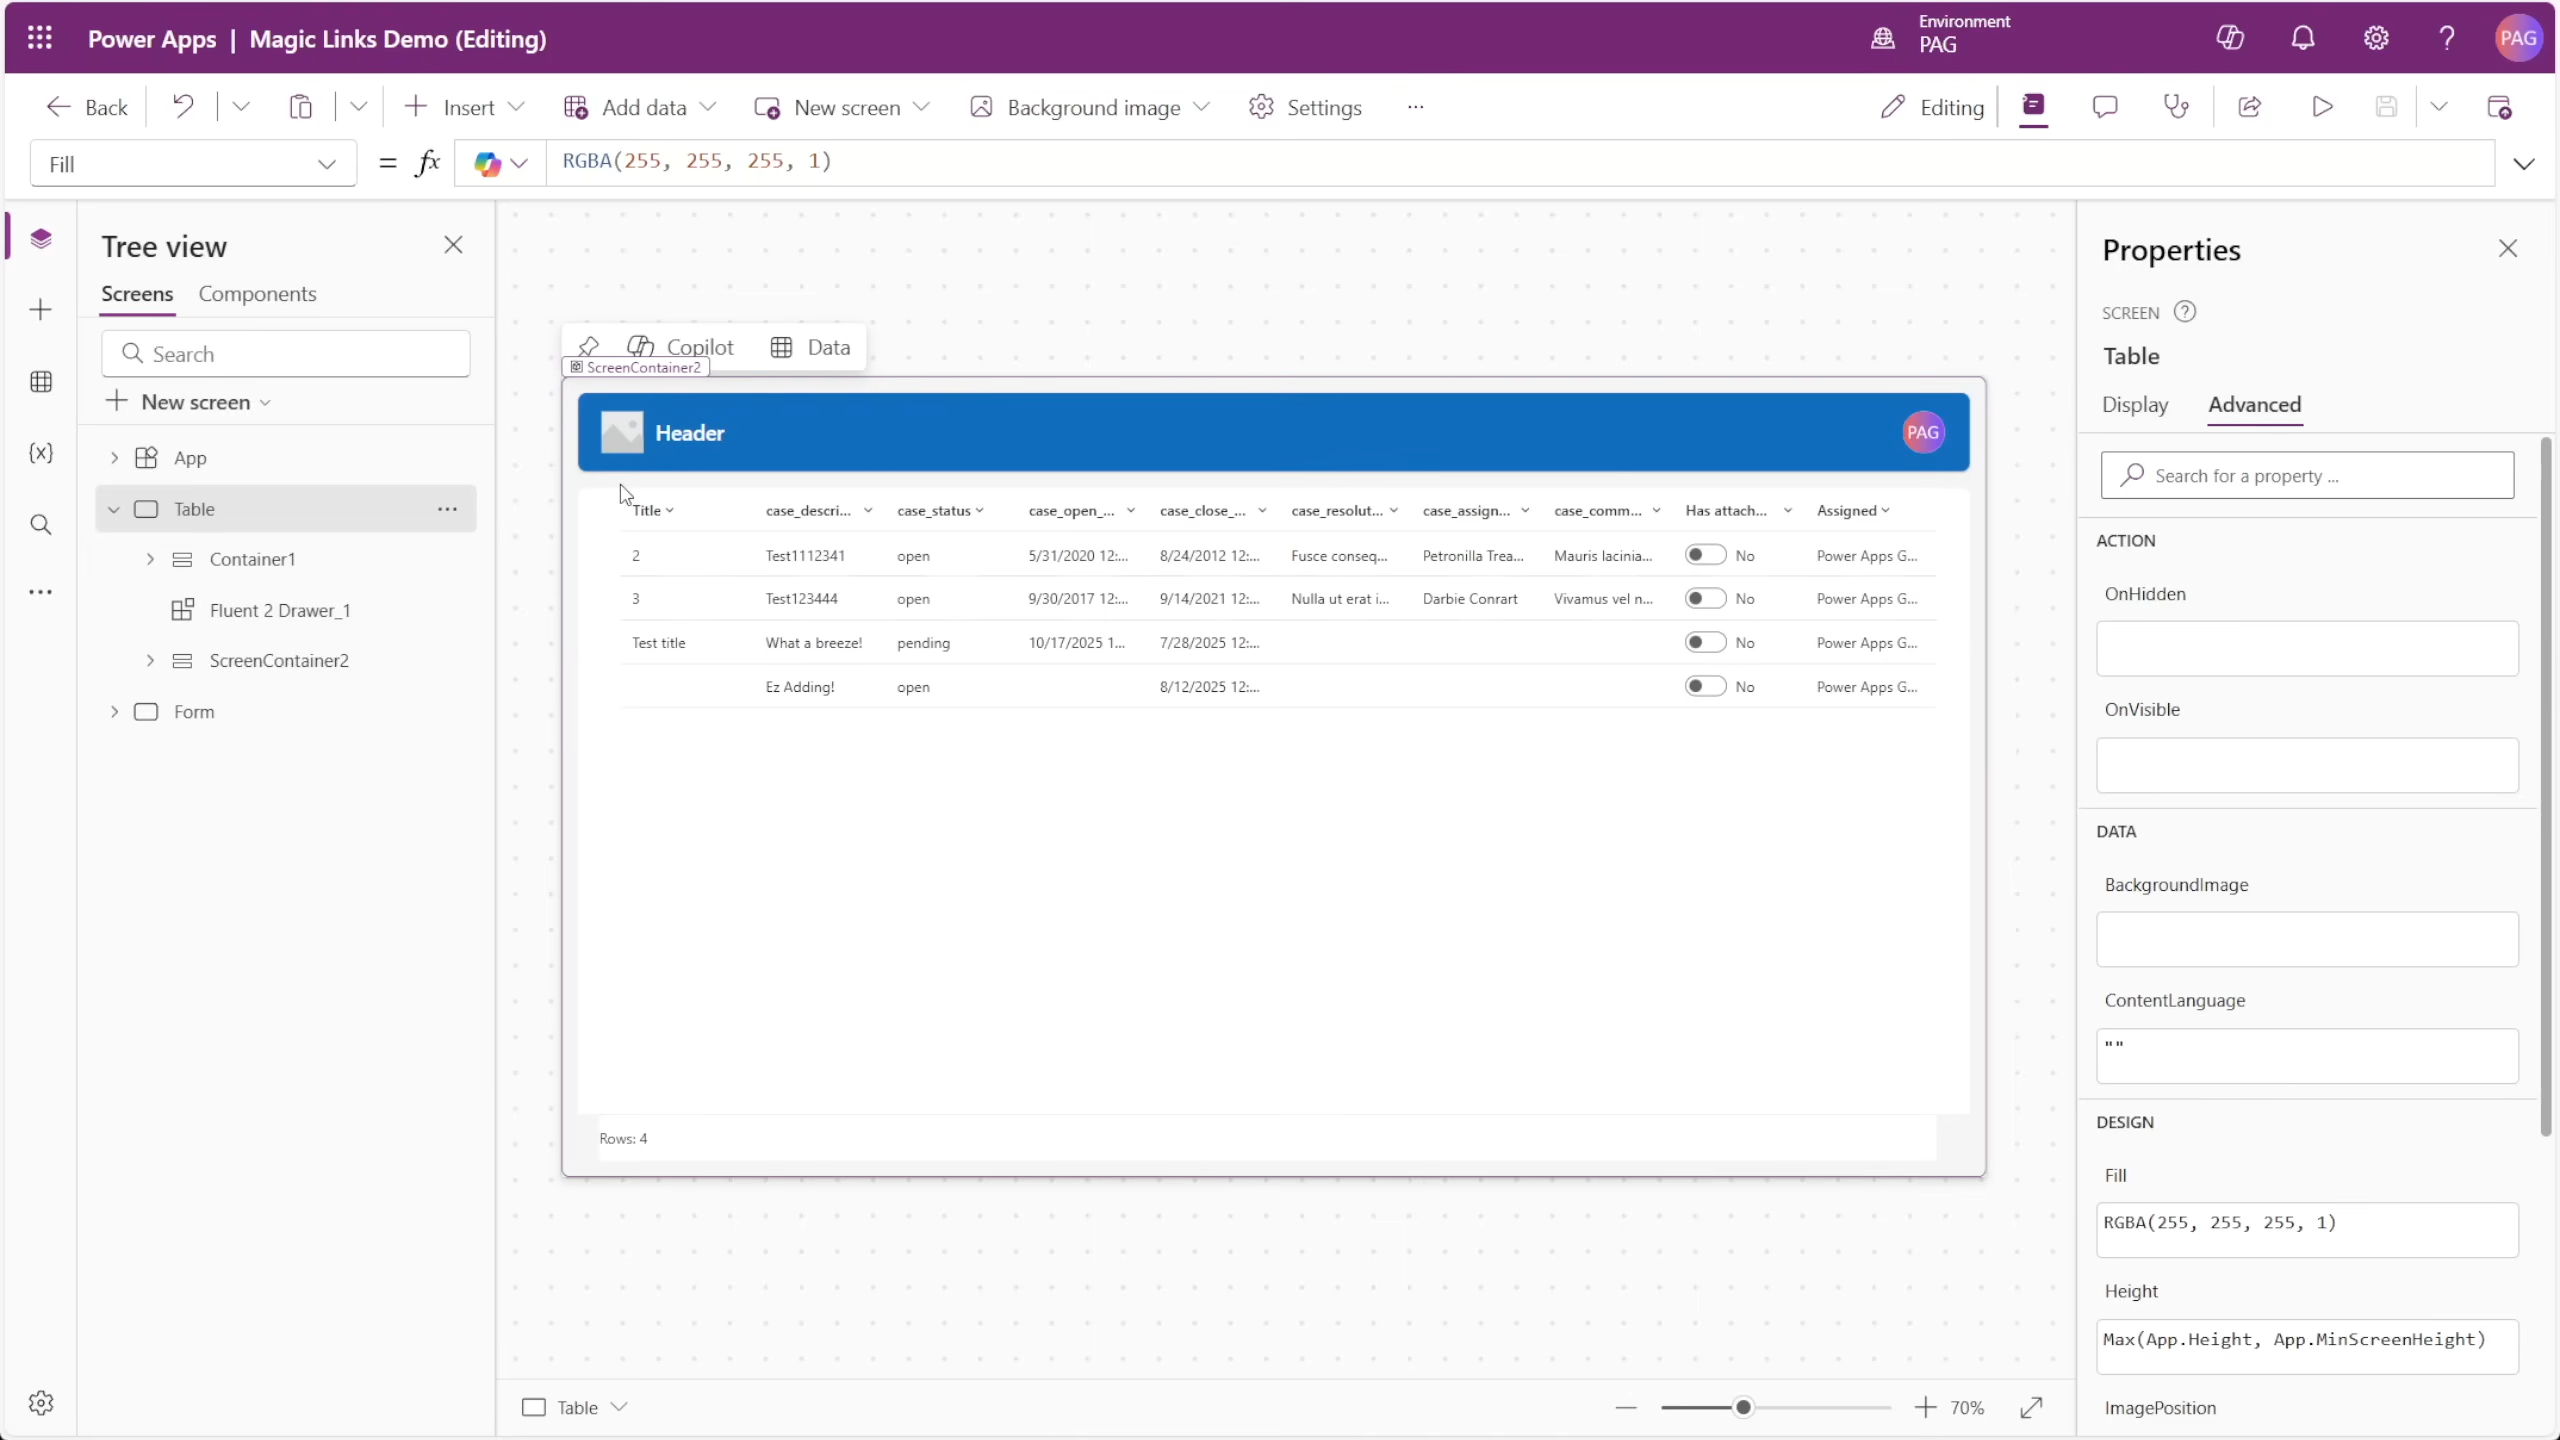 Power Apps | Magic Links Demo (Editing)
Environment
PAG
PAG
Back
Insert
Add data
New screen
Background image
Settings
...
Editing
Fill
= fx
RGBA(255, 255, 255, 1)
Tree view
Screens Components
Search
New screen
App
Table
Container1
Fluent 2 Drawer_1
ScreenContainer2
Form
Copilot Data
ScreenContainer2
Header
PAG
Title case_descri... case_status case_open_... case_close_... case_resolut... case_assign... case_comm... Has attach... Assigned
2 Test1112341 open 5/31/2020 12:... 8/24/2012 12:... Fusce conseq... Petronilla Trea... Mauris lacinia... No Power Apps G...
3 Test123444 open 9/30/2017 12:... 9/14/2021 12:... Nulla ut erat i... Darbie Conrart Vivamus vel n... No Power Apps G...
Test title What a breeze! pending 10/17/2025 1... 7/28/2025 12:... No Power Apps G...
Ez Adding! open 8/12/2025 12:... No Power Apps G...
Rows: 4
Table
70%
Properties
SCREEN
Table
Display Advanced
Search for a property ...
ACTION
OnHidden
OnVisible
DATA
BackgroundImage
ContentLanguage
""
DESIGN
Fill
RGBA(255, 255, 255, 1)
Height
Max(App.Height, App.MinScreenHeight)
ImagePosition